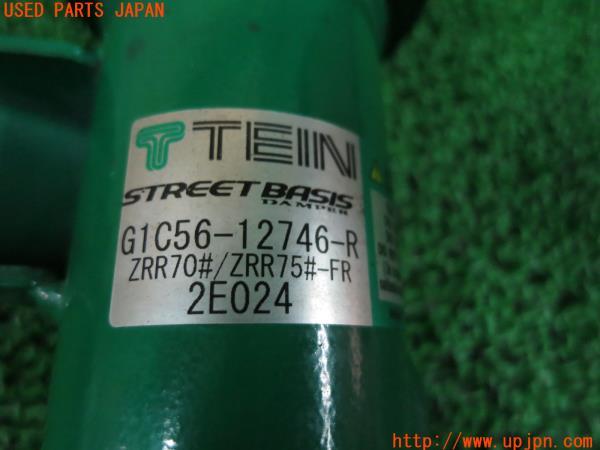 USED PARTS JAPAN
TEIN
STREET BASIS
DAMPER
G1C56-12746-R
ZRR70#/ZRR75#-FR
2E024
http://www.upjpn.com/